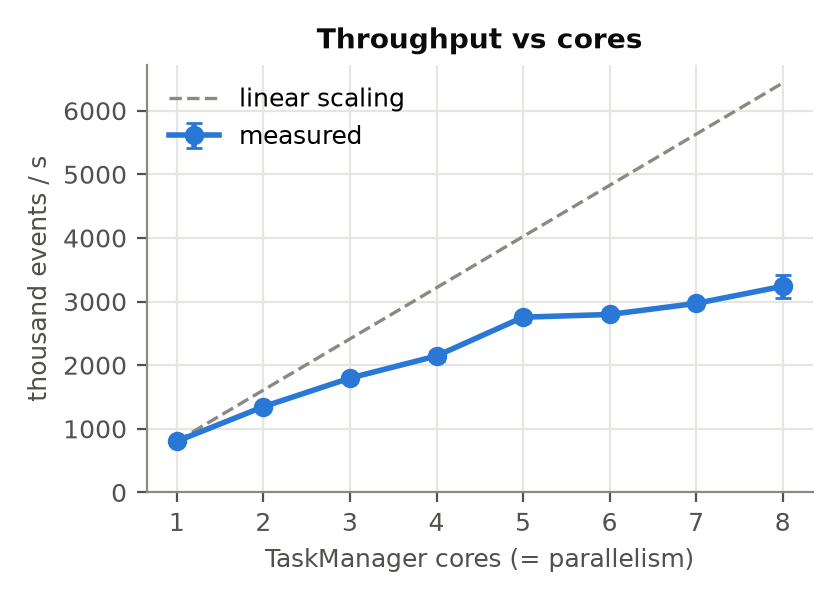 Throughput vs cores
linear scaling
measured
thousand events / s
6000
5000
4000
3000
2000
1000
0
1 2 3 4 5 6 7 8
TaskManager cores (= parallelism)